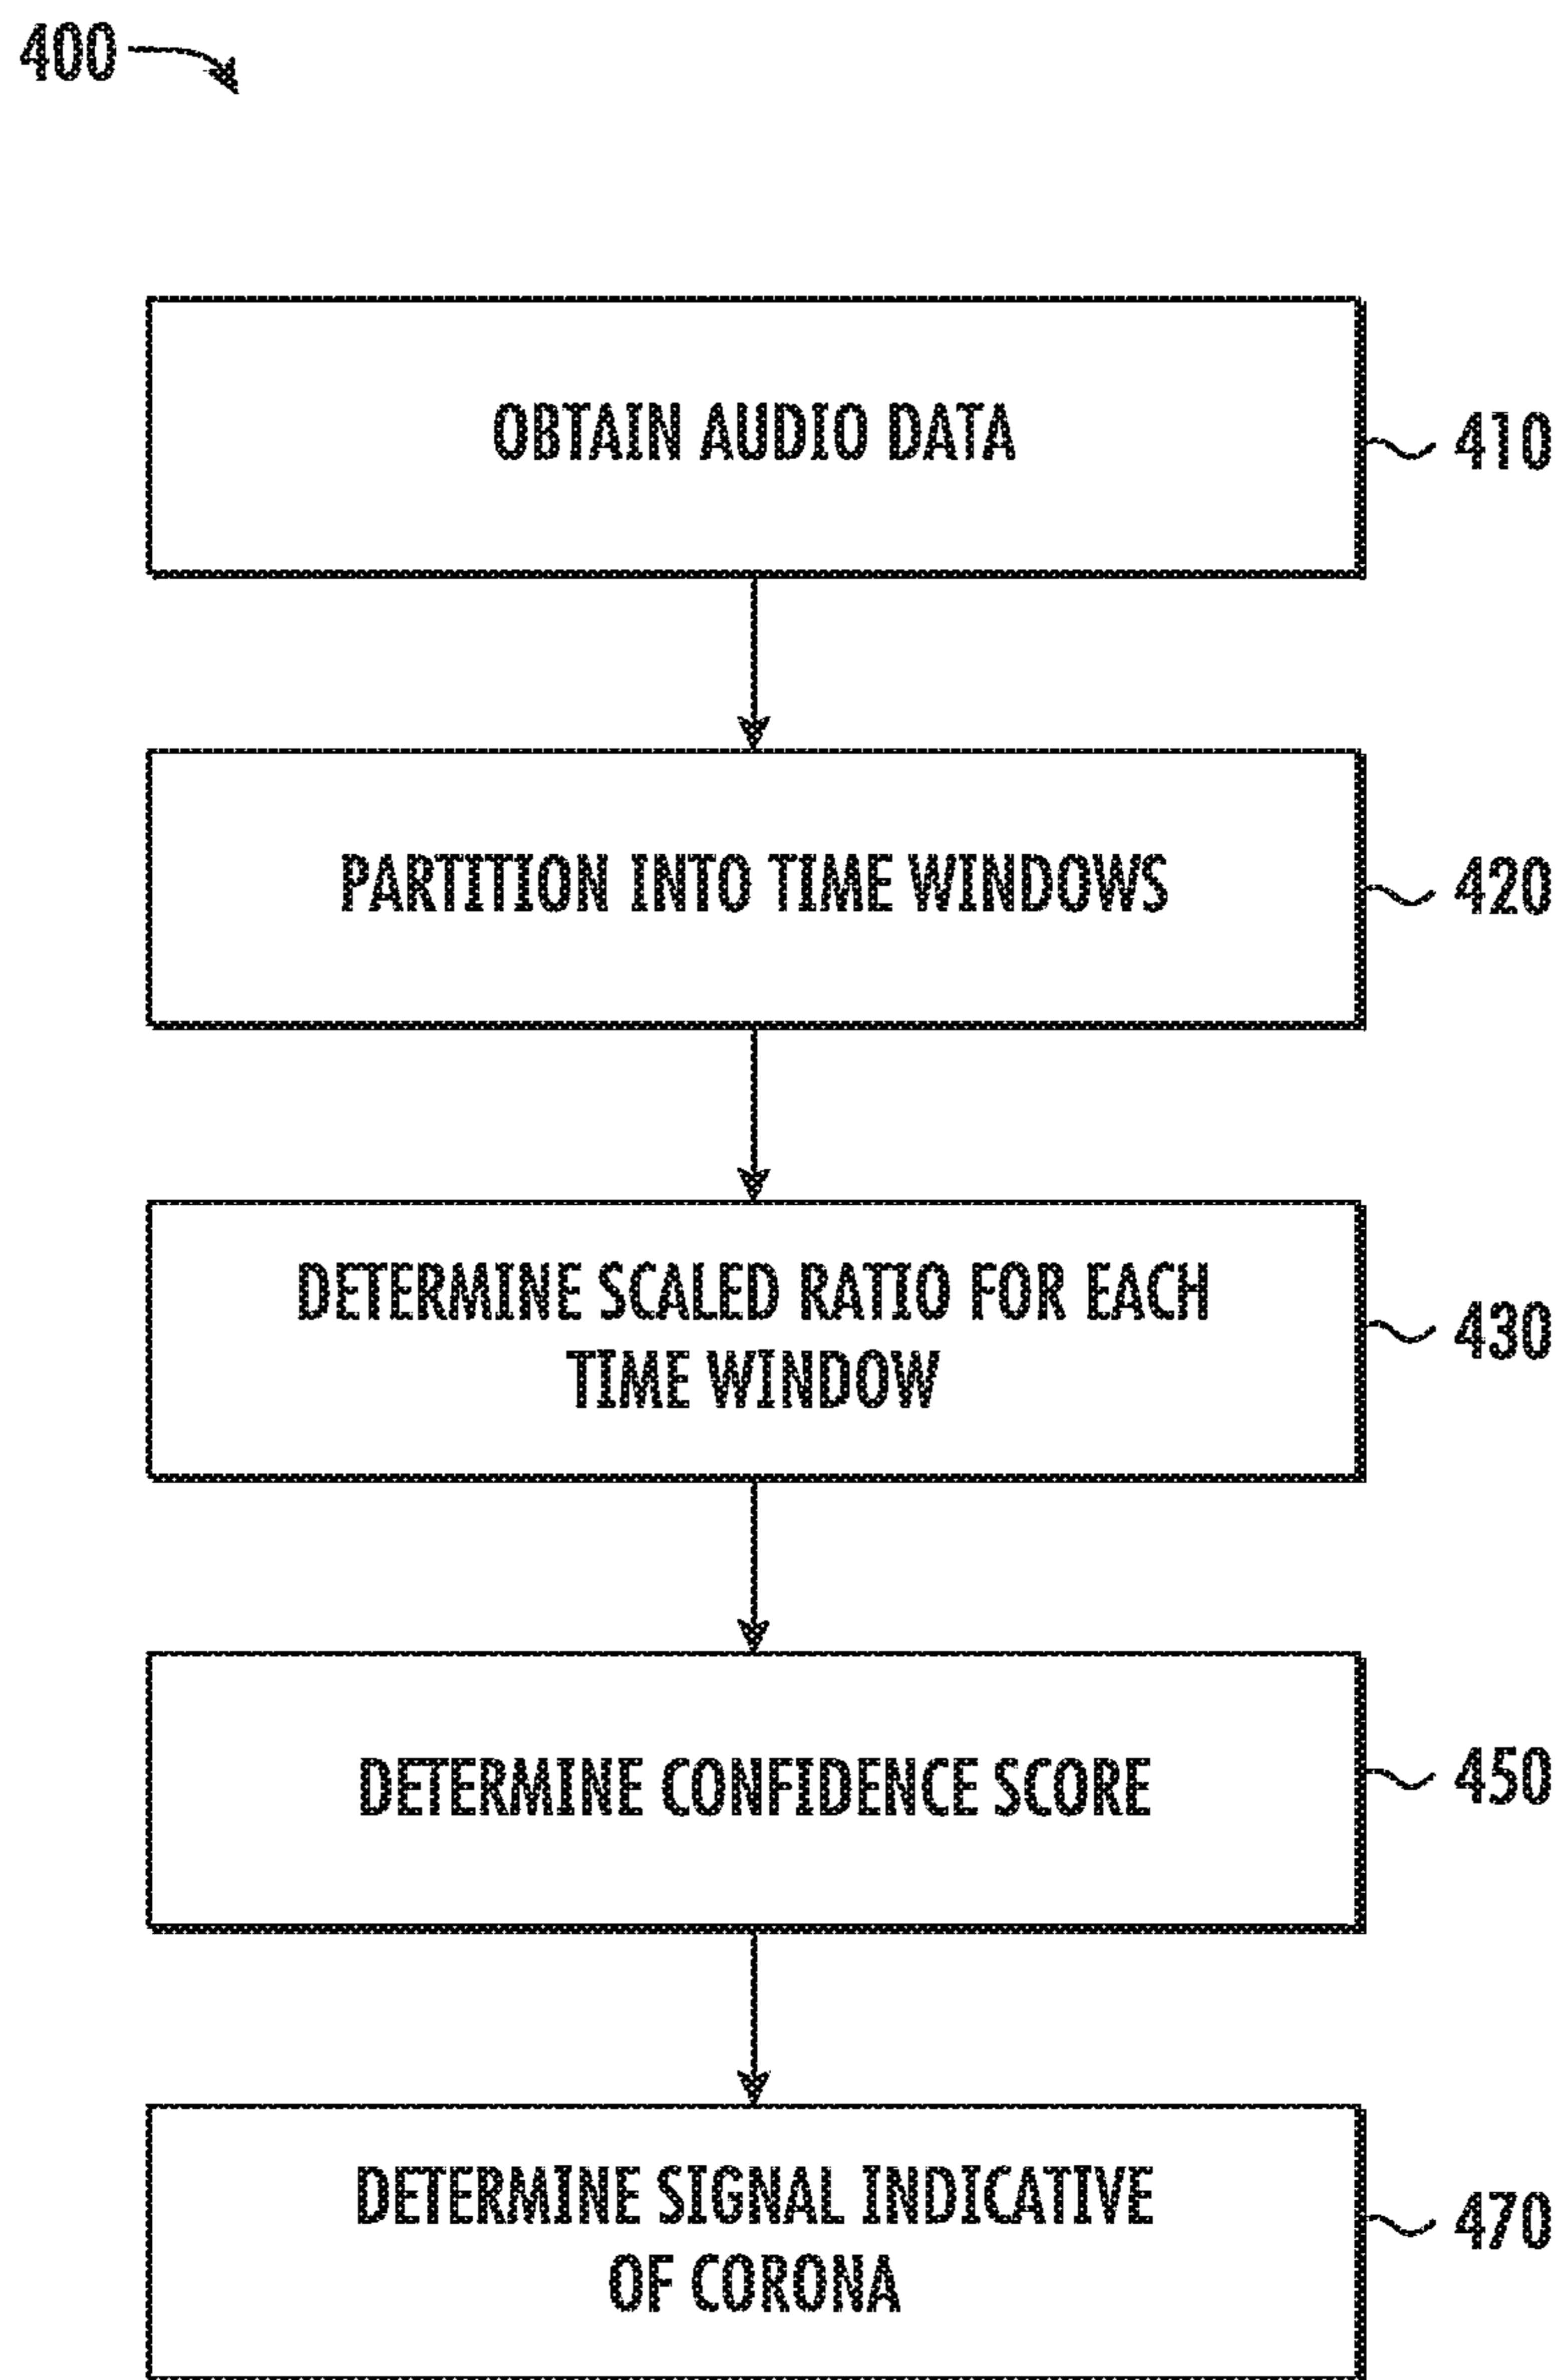 400
OBTAIN AUDIO DATA
410
PARTITION INTO TIME WINDOWS
420
DETERMINE SCALED RATIO FOR EACH
TIME WINDOW
430
DETERMINE CONFIDENCE SCORE
450
DETERMINE SIGNAL INDICATIVE
OF CORONA
470